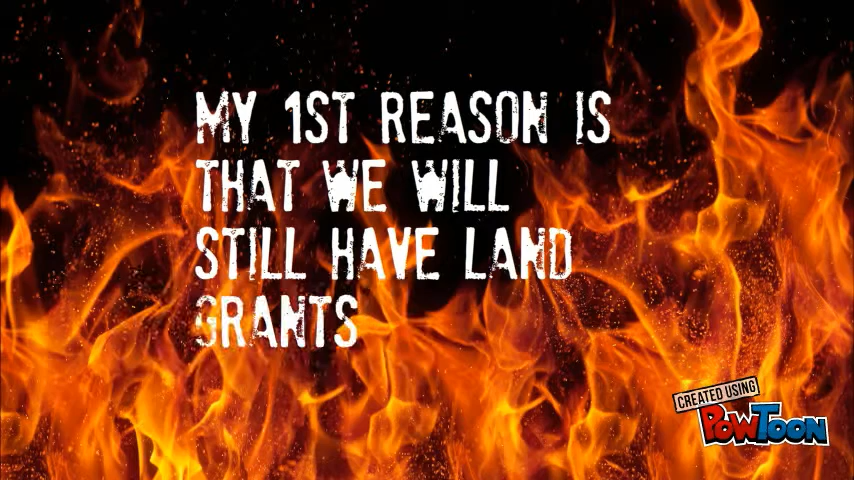 MY 1ST REASON IS
THAT WE WILL
STILL HAVE LAND
GRANTS
CREATED USING
POWTOON